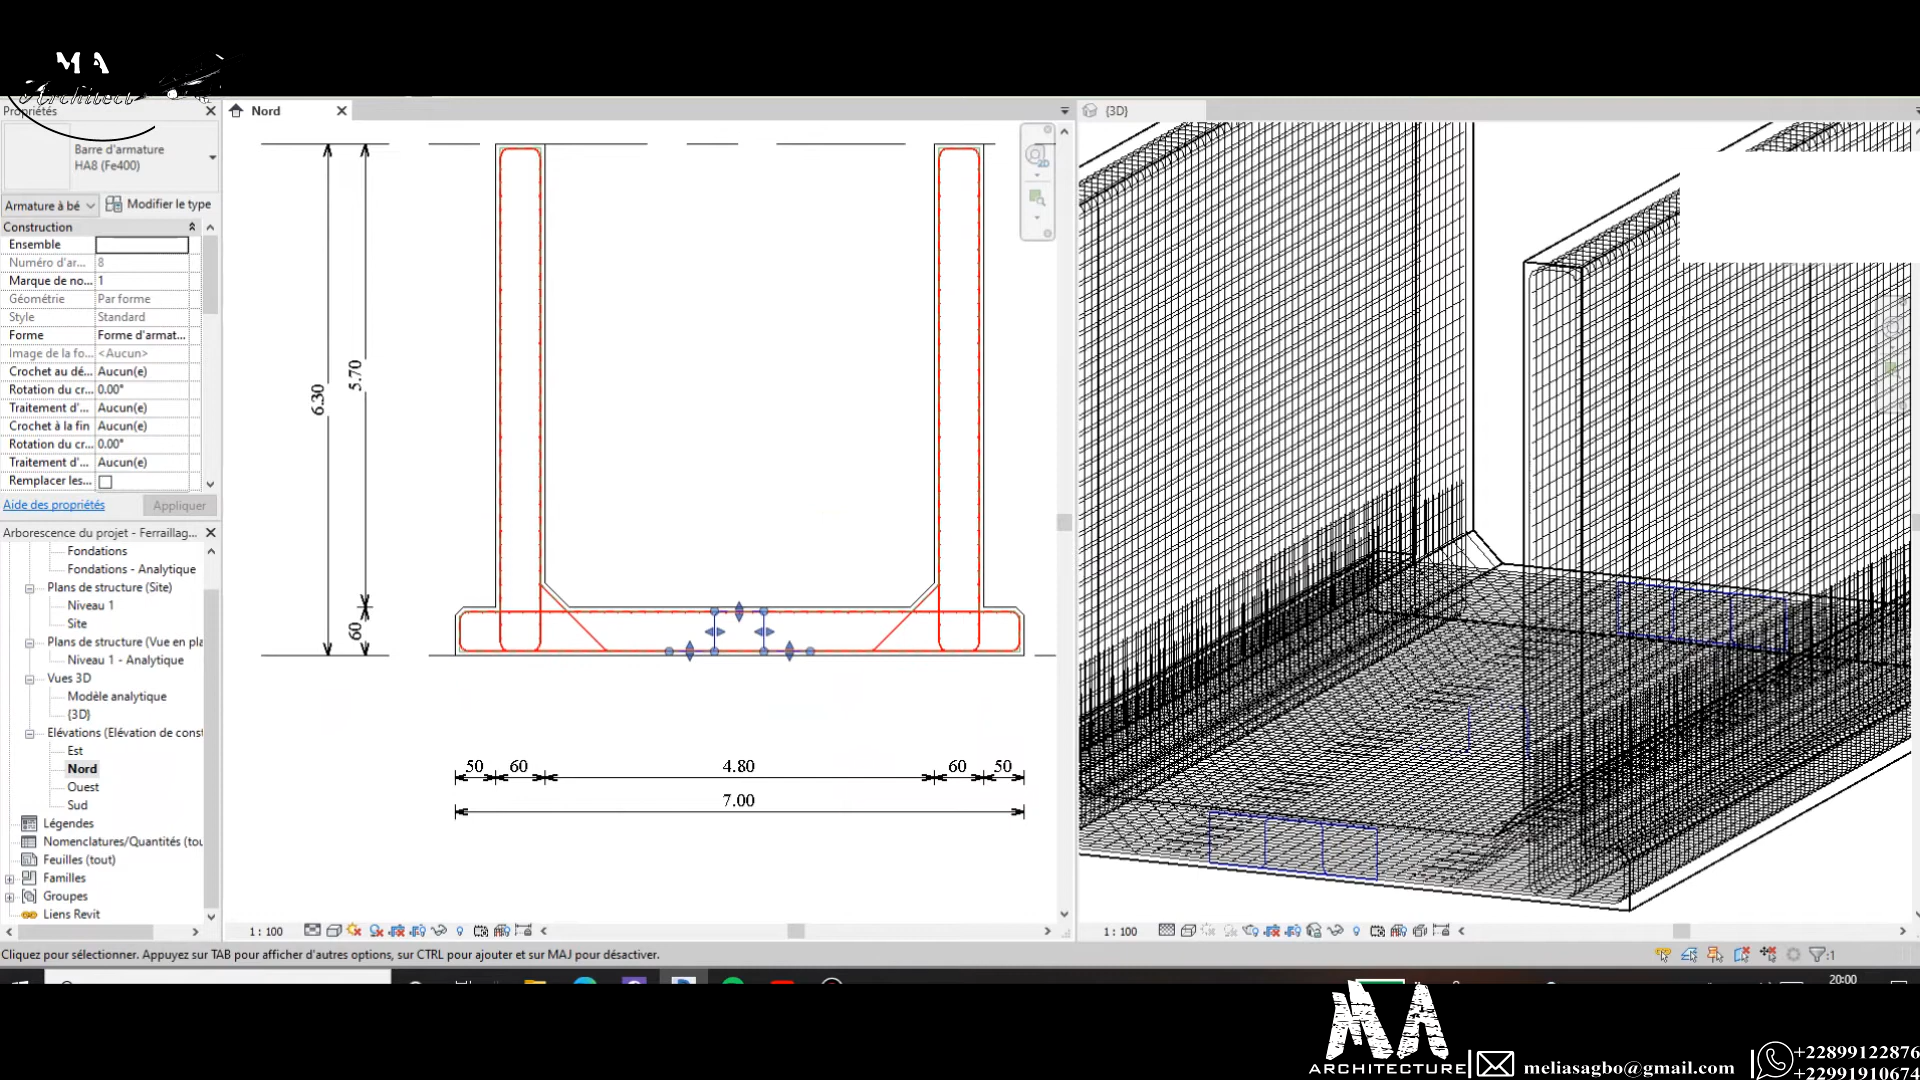 MA
Architect
Propriétés
Barre d'armature
HA8 (Fe400)
Armature à bé
Modifier le type
Construction
Ensemble
Numéro d'ar... 8
Marque de no... 1
Géométrie Par forme
Style Standard
Forme Forme d'armat...
Image de la fo... <Aucun>
Crochet au dé... Aucun(e)
Rotation du cr... 0.00°
Traitement d'... Aucun(e)
Crochet à la fin Aucun(e)
Rotation du cr... 0.00°
Traitement d'... Aucun(e)
Remplacer les...
Aide des propriétés
Appliquer
Arborescence du projet - Ferraillag...
Fondations
Fondations - Analytique
Plans de structure (Site)
Niveau 1
Site
Plans de structure (Vue en pla
Niveau 1 - Analytique
Vues 3D
Modèle analytique
{3D}
Elévations (Elévation de const
Est
Nord
Ouest
Sud
Légendes
Nomenclatures/Quantités (tou
Feuilles (tout)
Familles
Groupes
Liens Revit
Nord
6.30
5.70
60
2D
50 60 4.80 60 50
7.00
1 : 100
{3D}
1 : 100
Cliquez pour sélectionner. Appuyez sur TAB pour afficher d'autres options, sur CTRL pour ajouter et sur MAJ pour désactiver.
:1
20:00
MA
ARCHITECTURE
meliasagbo@gmail.com
+22899122876
+22991910674